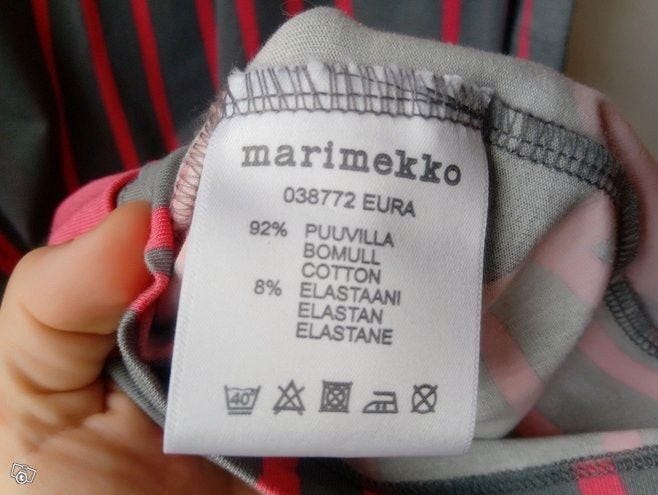 marimekko
038772 EURA
92% PUUVILLA
BOMULL
COTTON
8% ELASTAANI
ELASTAN
ELASTANE
40°